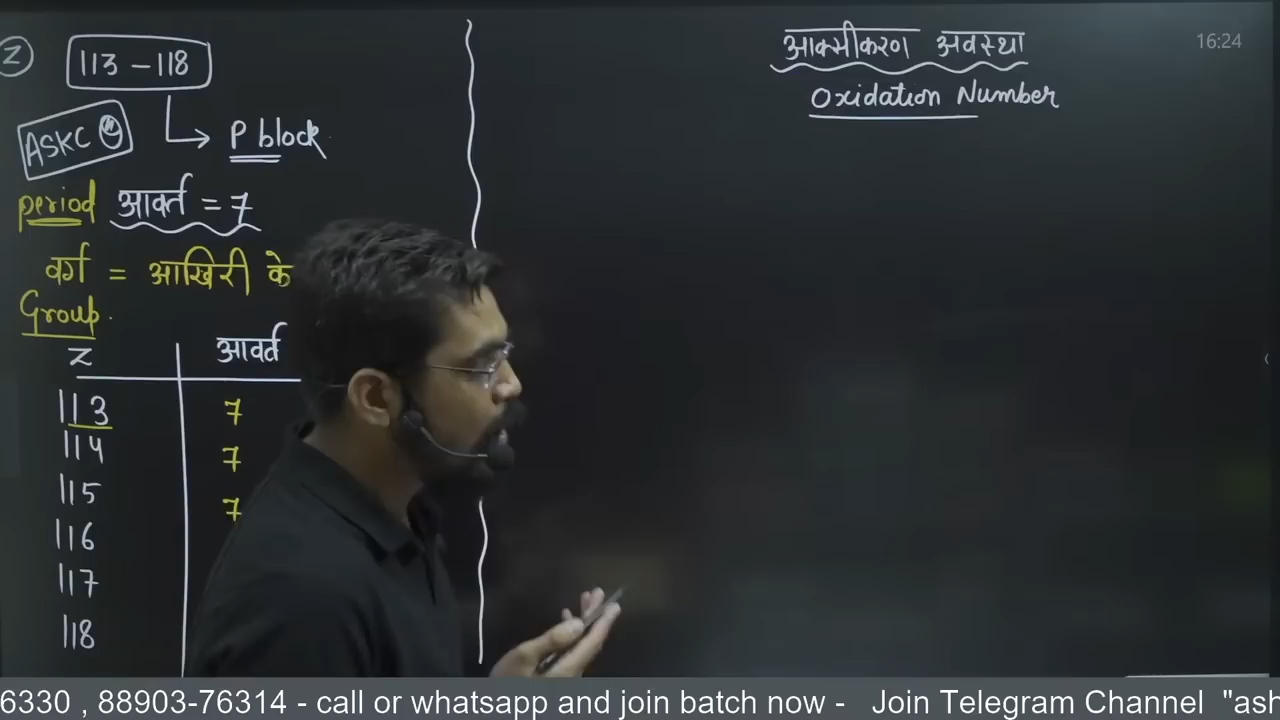 Z
113 – 118
ASKC
P block
period आवर्त = 7
वर्ग = आखिरी के
Group.
Z आवर्त
113 7
114 7
115 7
116
117
118
आक्सीकरण अवस्था
Oxidation Number
16:24
6330 , 88903-76314 - call or whatsapp and join batch now - Join Telegram Channel "ash